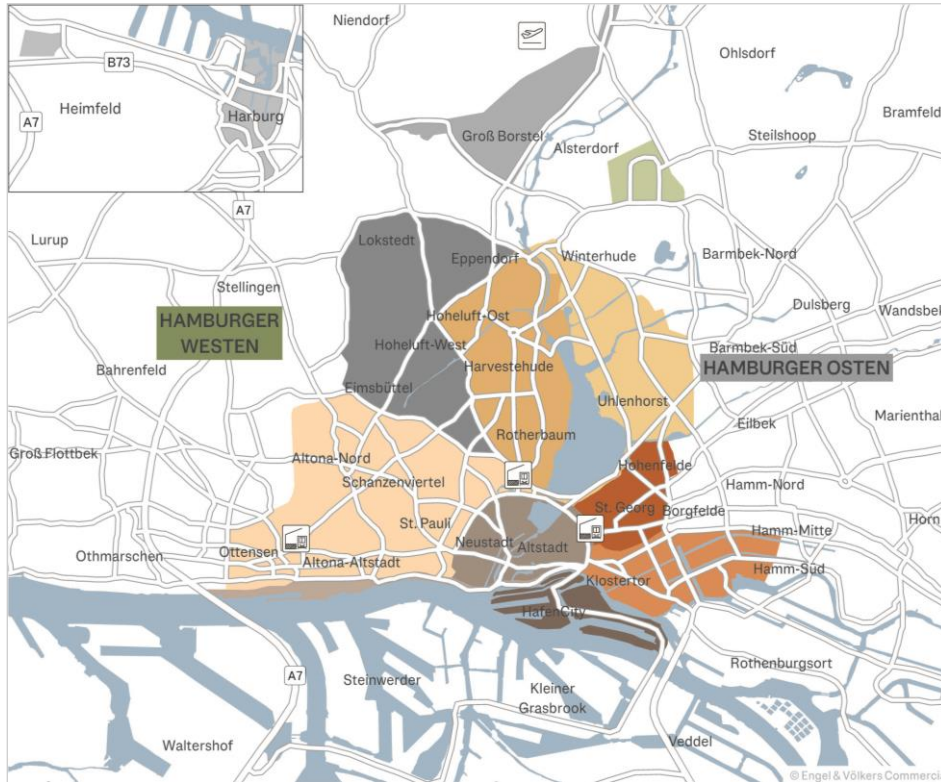 Niendorf
Ohlsdorf
B73
Heimfeld
A7
Harburg
Groß Borstel
Alsterdorf
Steilshoop
Bramfeld
A7
Lurup
Lokstedt
Eppendorf
Winterhude
Barmbek-Nord
Stellingen
Dulsberg
Wandsbek
HAMBURGER
WESTEN
Hoheluft-Ost
Hoheluft-West
Barmbek-Süd
Bahrenfeld
Harvestehude
HAMBURGER OSTEN
Eimsbüttel
Uhlenhorst
Marienthal
Eilbek
Rotherbaum
Groß Flottbek
Altona-Nord
Hohenfelde
Schanzenviertel
Hamm-Nord
St. Georg
Borgfelde
Horn
St. Pauli
Neustadt
Altstadt
Hamm-Mitte
Othmarschen
Ottensen
Altona-Altstadt
Klostertor
Hamm-Süd
HafenCity
A7
Steinwerder
Kleiner
Grasbrook
Rothenburgsort
Waltershof
Veddel
© Engel & Völkers Commercial